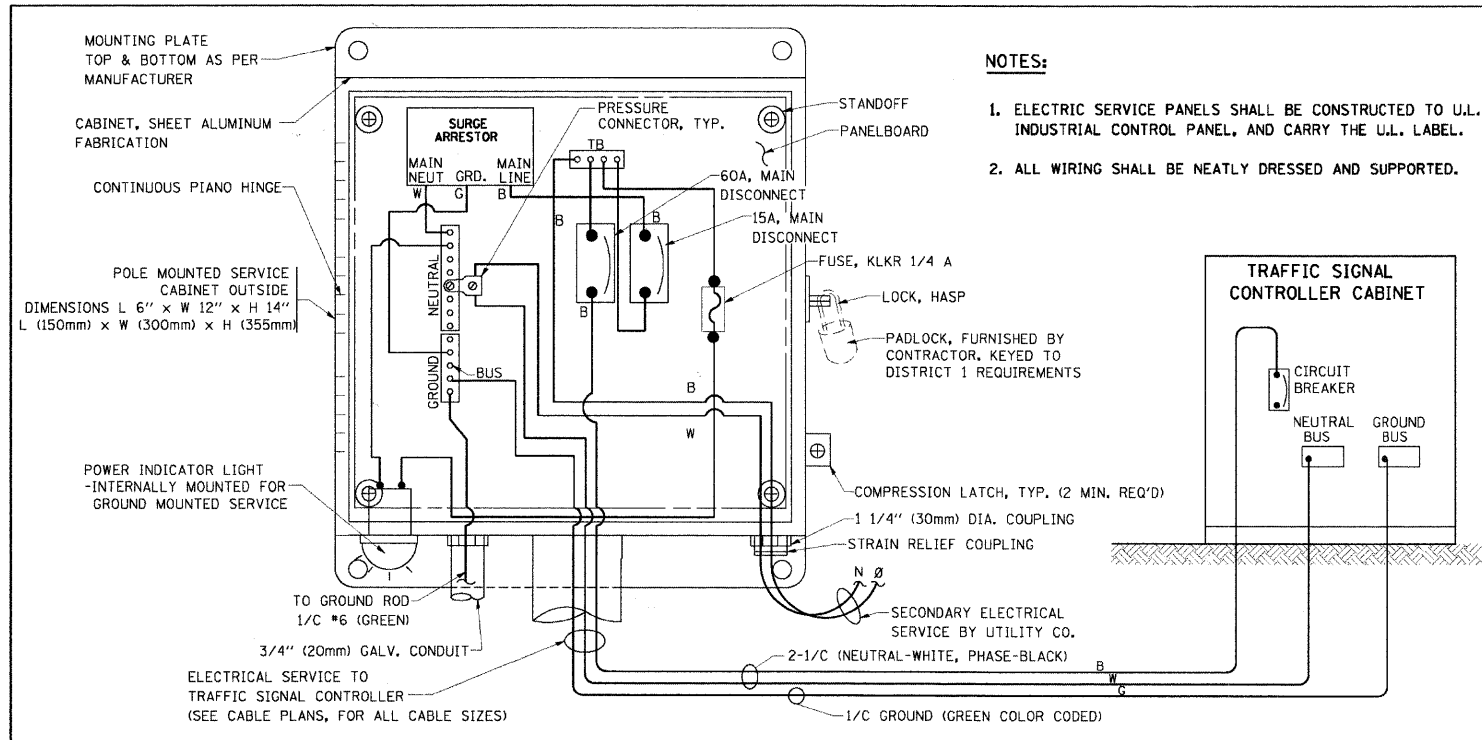 MOUNTING PLATE
TOP & BOTTOM AS PER
MANUFACTURER
CABINET, SHEET ALUMINUM
FABRICATION
CONTINUOUS PIANO HINGE
POLE MOUNTED SERVICE
CABINET OUTSIDE
DIMENSIONS L 6" x W 12" x H 14"
L (150mm) x W (300mm) x H (355mm)
POWER INDICATOR LIGHT
-INTERNALLY MOUNTED FOR
GROUND MOUNTED SERVICE
SURGE
ARRESTOR
MAIN
NEUT
GRD.
MAIN
LINE
W
G
B
PRESSURE
CONNECTOR, TYP.
TB
60A, MAIN
DISCONNECT
B
B
15A, MAIN
DISCONNECT
B
FUSE, KLKR 1/4 A
NEUTRAL
GROUND
BUS
B
W
STANDOFF
PANELBOARD
LOCK, HASP
PADLOCK, FURNISHED BY
CONTRACTOR. KEYED TO
DISTRICT 1 REQUIREMENTS
COMPRESSION LATCH, TYP. (2 MIN. REQ'D)
1 1/4" (30mm) DIA. COUPLING
STRAIN RELIEF COUPLING
N Ø
SECONDARY ELECTRICAL
SERVICE BY UTILITY CO.
TO GROUND ROD
1/C #6 (GREEN)
3/4" (20mm) GALV. CONDUIT
ELECTRICAL SERVICE TO
TRAFFIC SIGNAL CONTROLLER
(SEE CABLE PLANS, FOR ALL CABLE SIZES)
2-1/C (NEUTRAL-WHITE, PHASE-BLACK)
1/C GROUND (GREEN COLOR CODED)
B
W
G
NOTES:
1. ELECTRIC SERVICE PANELS SHALL BE CONSTRUCTED TO U.L.
INDUSTRIAL CONTROL PANEL, AND CARRY THE U.L. LABEL.
2. ALL WIRING SHALL BE NEATLY DRESSED AND SUPPORTED.
TRAFFIC SIGNAL
CONTROLLER CABINET
CIRCUIT
BREAKER
NEUTRAL
BUS
GROUND
BUS